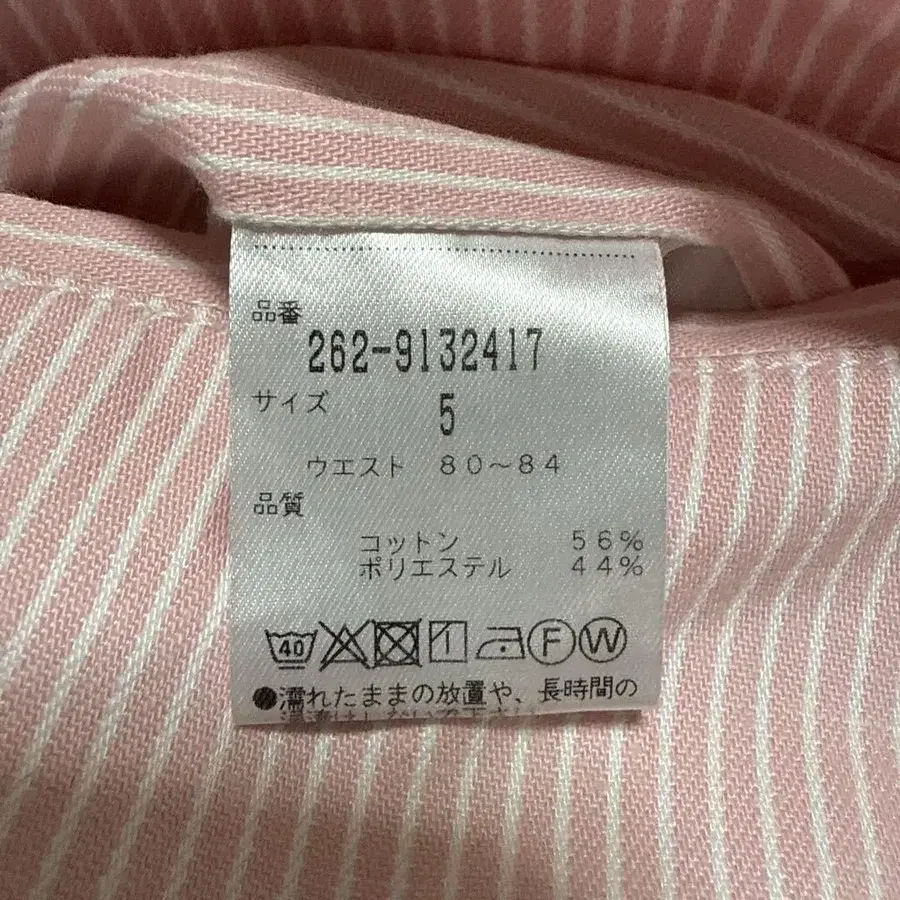 品番
262-9132417
サイズ 5
ウエスト 80～84
品質
コットン 56%
ポリエステル 44%
40 F W
●濡れたままの放置や、長時間の